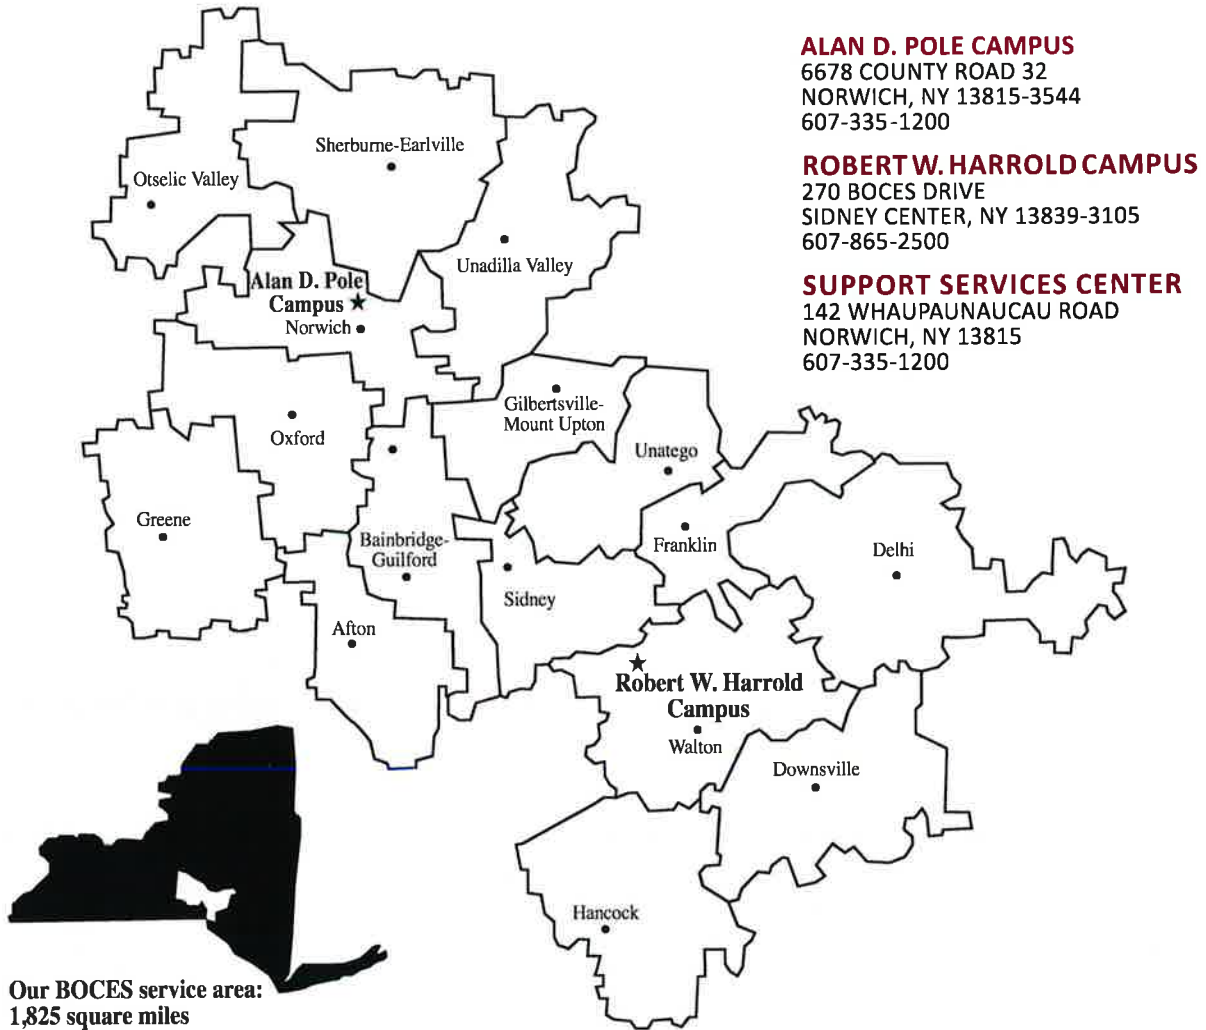 ALAN D. POLE CAMPUS
6678 COUNTY ROAD 32
NORWICH, NY 13815-3544
607-335-1200
ROBERT W. HARROLD CAMPUS
270 BOCES DRIVE
SIDNEY CENTER, NY 13839-3105
607-865-2500
SUPPORT SERVICES CENTER
142 WHAUPAUNAUCAU ROAD
NORWICH, NY 13815
607-335-1200
Sherburne-Earlville
Otselic Valley
Unadilla Valley
Alan D. Pole
Campus
Norwich
Gilbertsville-
Mount Upton
Oxford
Unatego
Greene
Bainbridge-
Guilford
Franklin
Delhi
Sidney
Afton
Robert W. Harrold
Campus
Walton
Downsville
Hancock
Our BOCES service area:
1,825 square miles